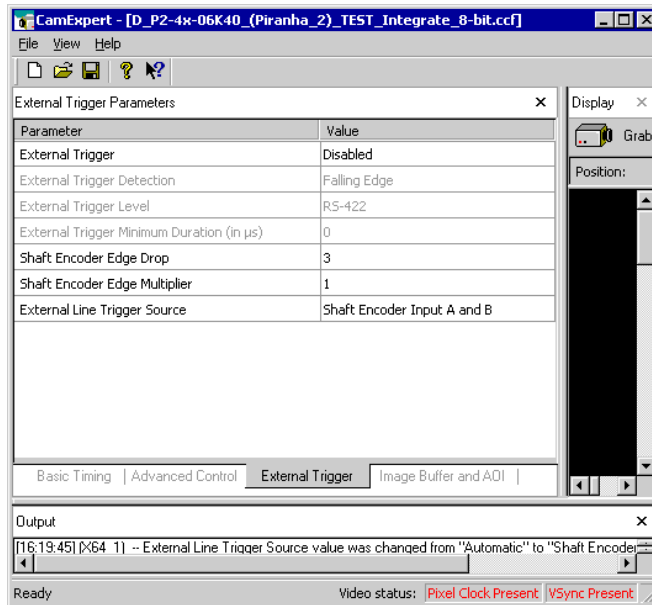 CamExpert - [D_P2-4x-06K40_(Piranha_2)_TEST_Integrate_8-bit.ccf]
File View Help
External Trigger Parameters
Parameter Value
External Trigger Disabled
External Trigger Detection Falling Edge
External Trigger Level RS-422
External Trigger Minimum Duration (in µs) 0
Shaft Encoder Edge Drop 3
Shaft Encoder Edge Multiplier 1
External Line Trigger Source Shaft Encoder Input A and B
Basic Timing | Advanced Control External Trigger Image Buffer and AOI |
Display
Grab
Position:
Output
[16:19:45] (X64_1) -- External Line Trigger Source value was changed from "Automatic" to "Shaft Encoder
Ready Video status: Pixel Clock Present VSync Present